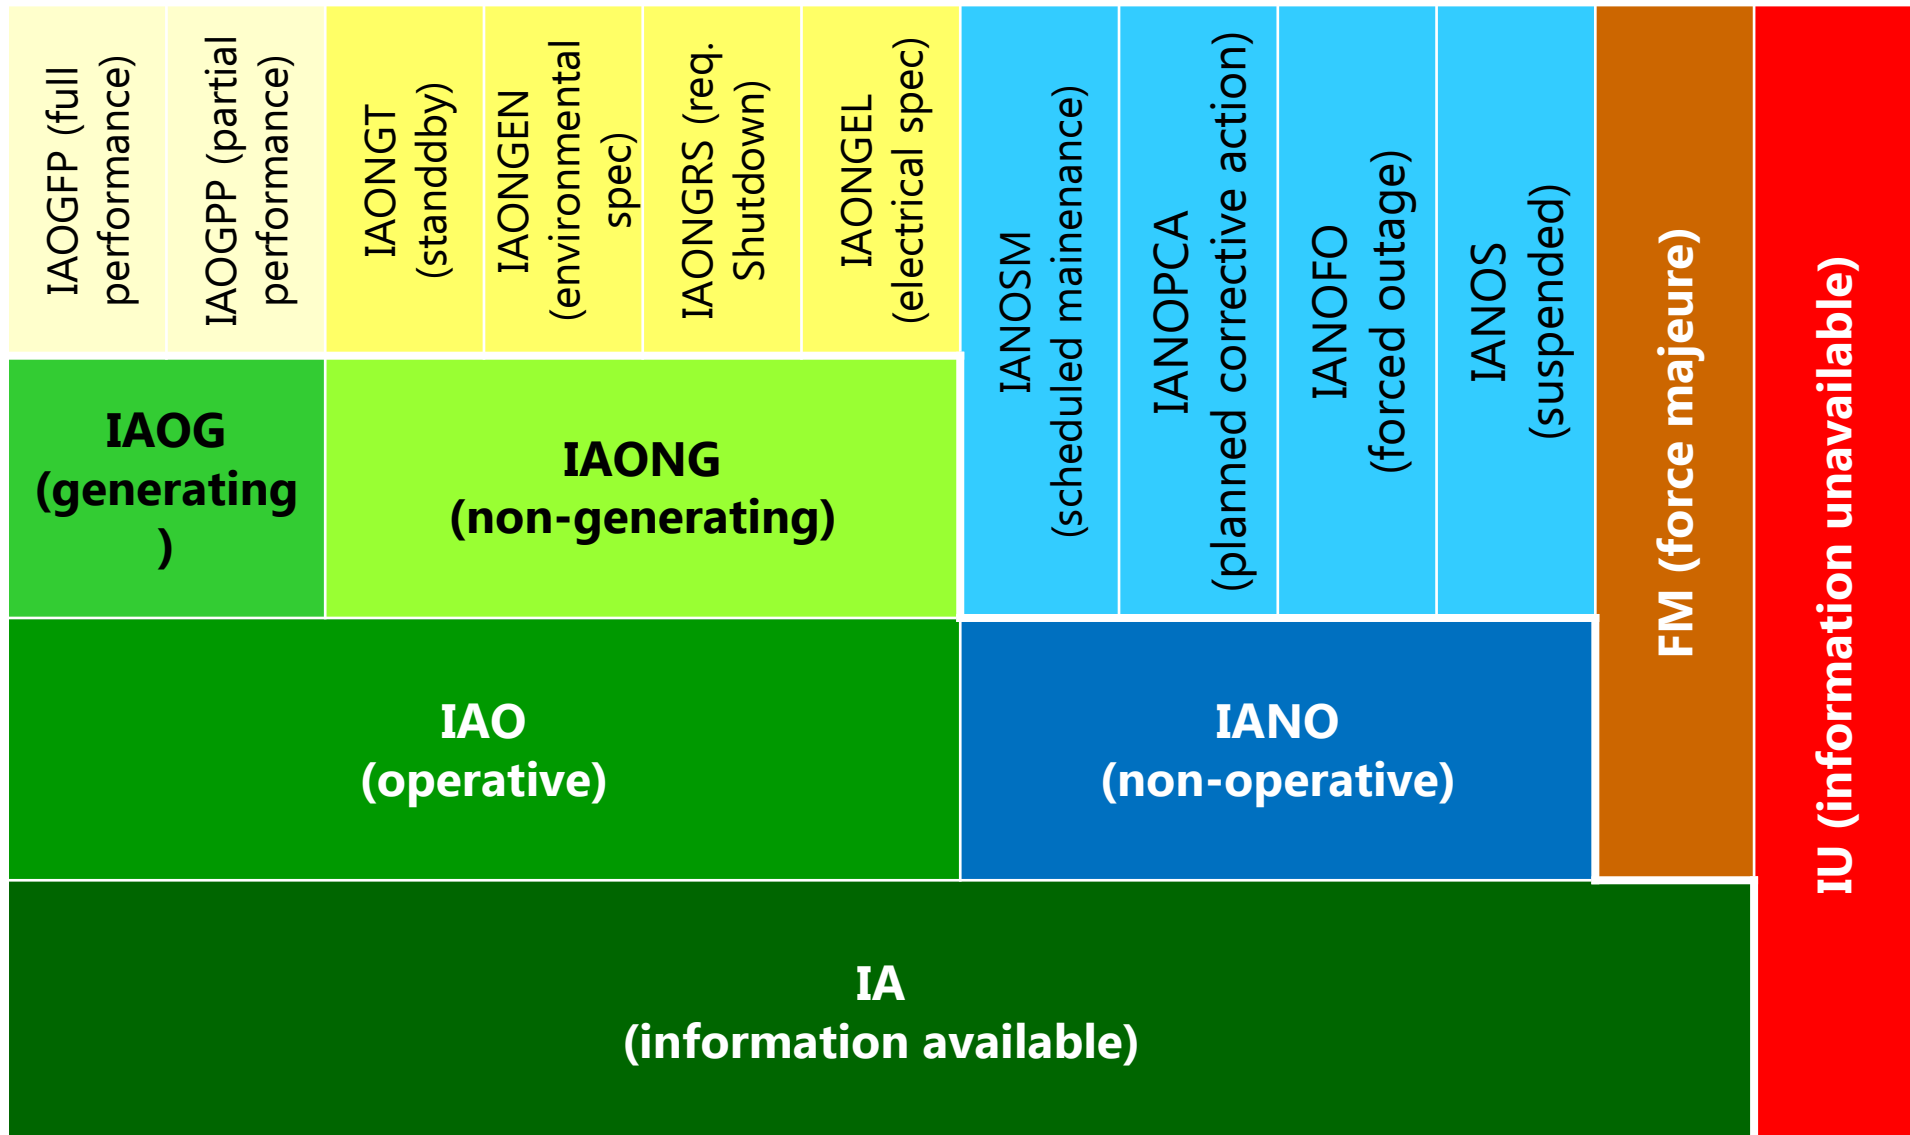 IAOGFP (full
performance)
IAOGPP (partial
performance)
IAONGT
(standdby)
IAONGEN
(environmental
spec)
IAONGRS (req.
Shutdown)
IAONGEL
(electrical spec)
IANOSM
(scheduled mainenance)
IANOPCA
(planned corrective action)
IANOFO
(forced outage)
IANOS
(suspended)
FM (force majeure)
IU (information unavailable)
IAOG
(generating
)
IAONG
(non-generating)
IAO
(operative)
IANO
(non-operative)
IA
(information available)